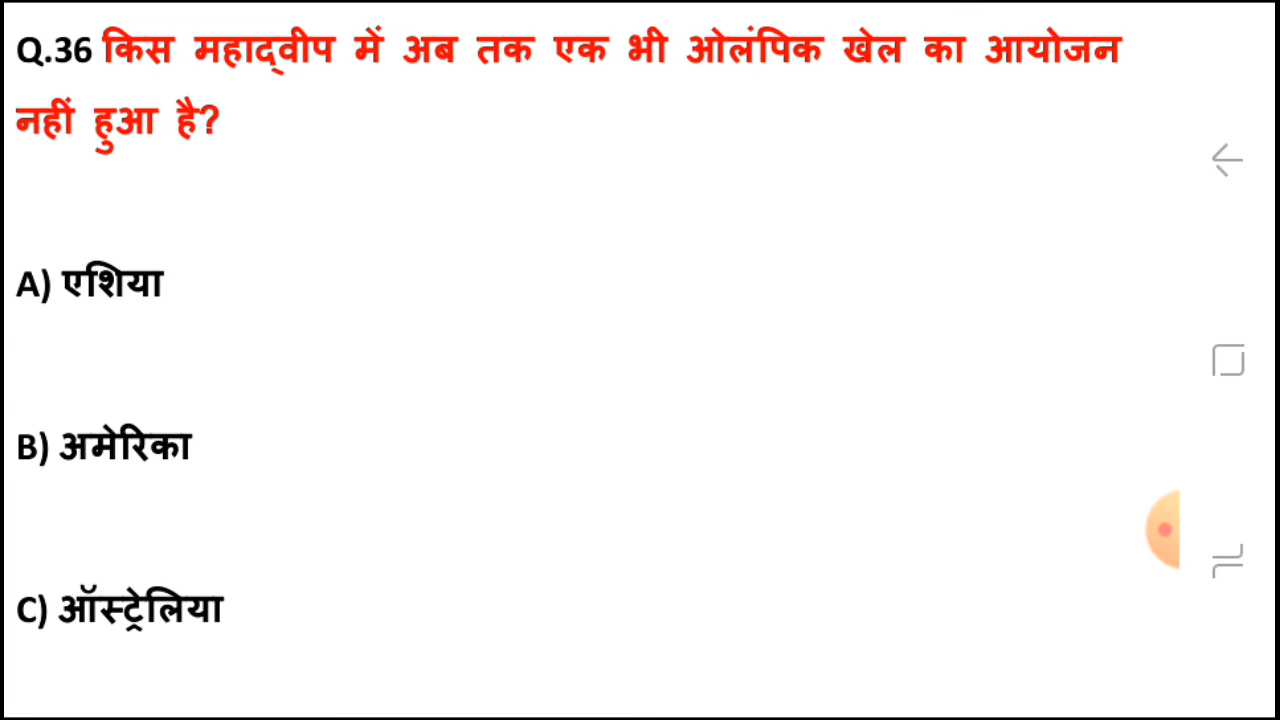 Q.36 किस महाद्वीप में अब तक एक भी ओलंपिक खेल का आयोजन
नहीं हुआ है?
A) एशिया
B) अमेरिका
C) ऑस्ट्रेलिया